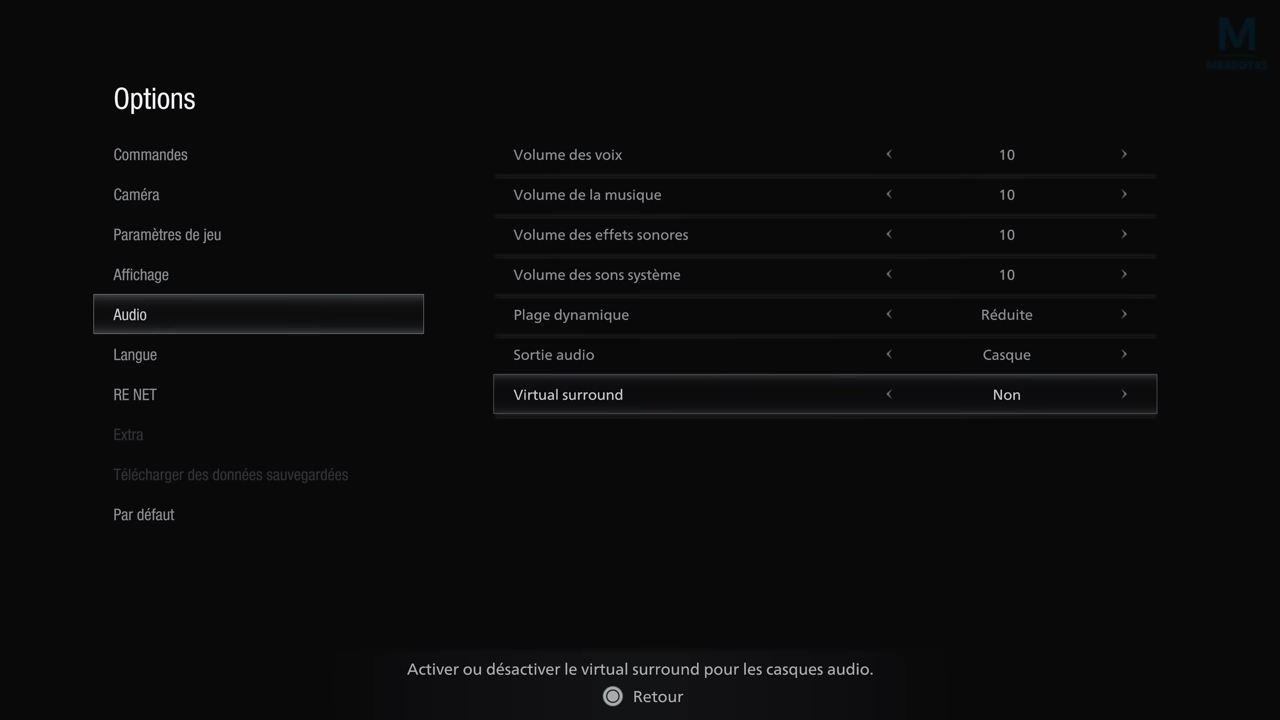 M
Options
Commandes
Caméra
Paramètres de jeu
Affichage
Audio
Langue
RE NET
Extra
Télécharger des données sauvegardées
Par défaut
Volume des voix 10
Volume de la musique 10
Volume des effets sonores 10
Volume des sons système 10
Plage dynamique Réduite
Sortie audio Casque
Virtual surround Non
Activer ou désactiver le virtual surround pour les casques audio.
Retour